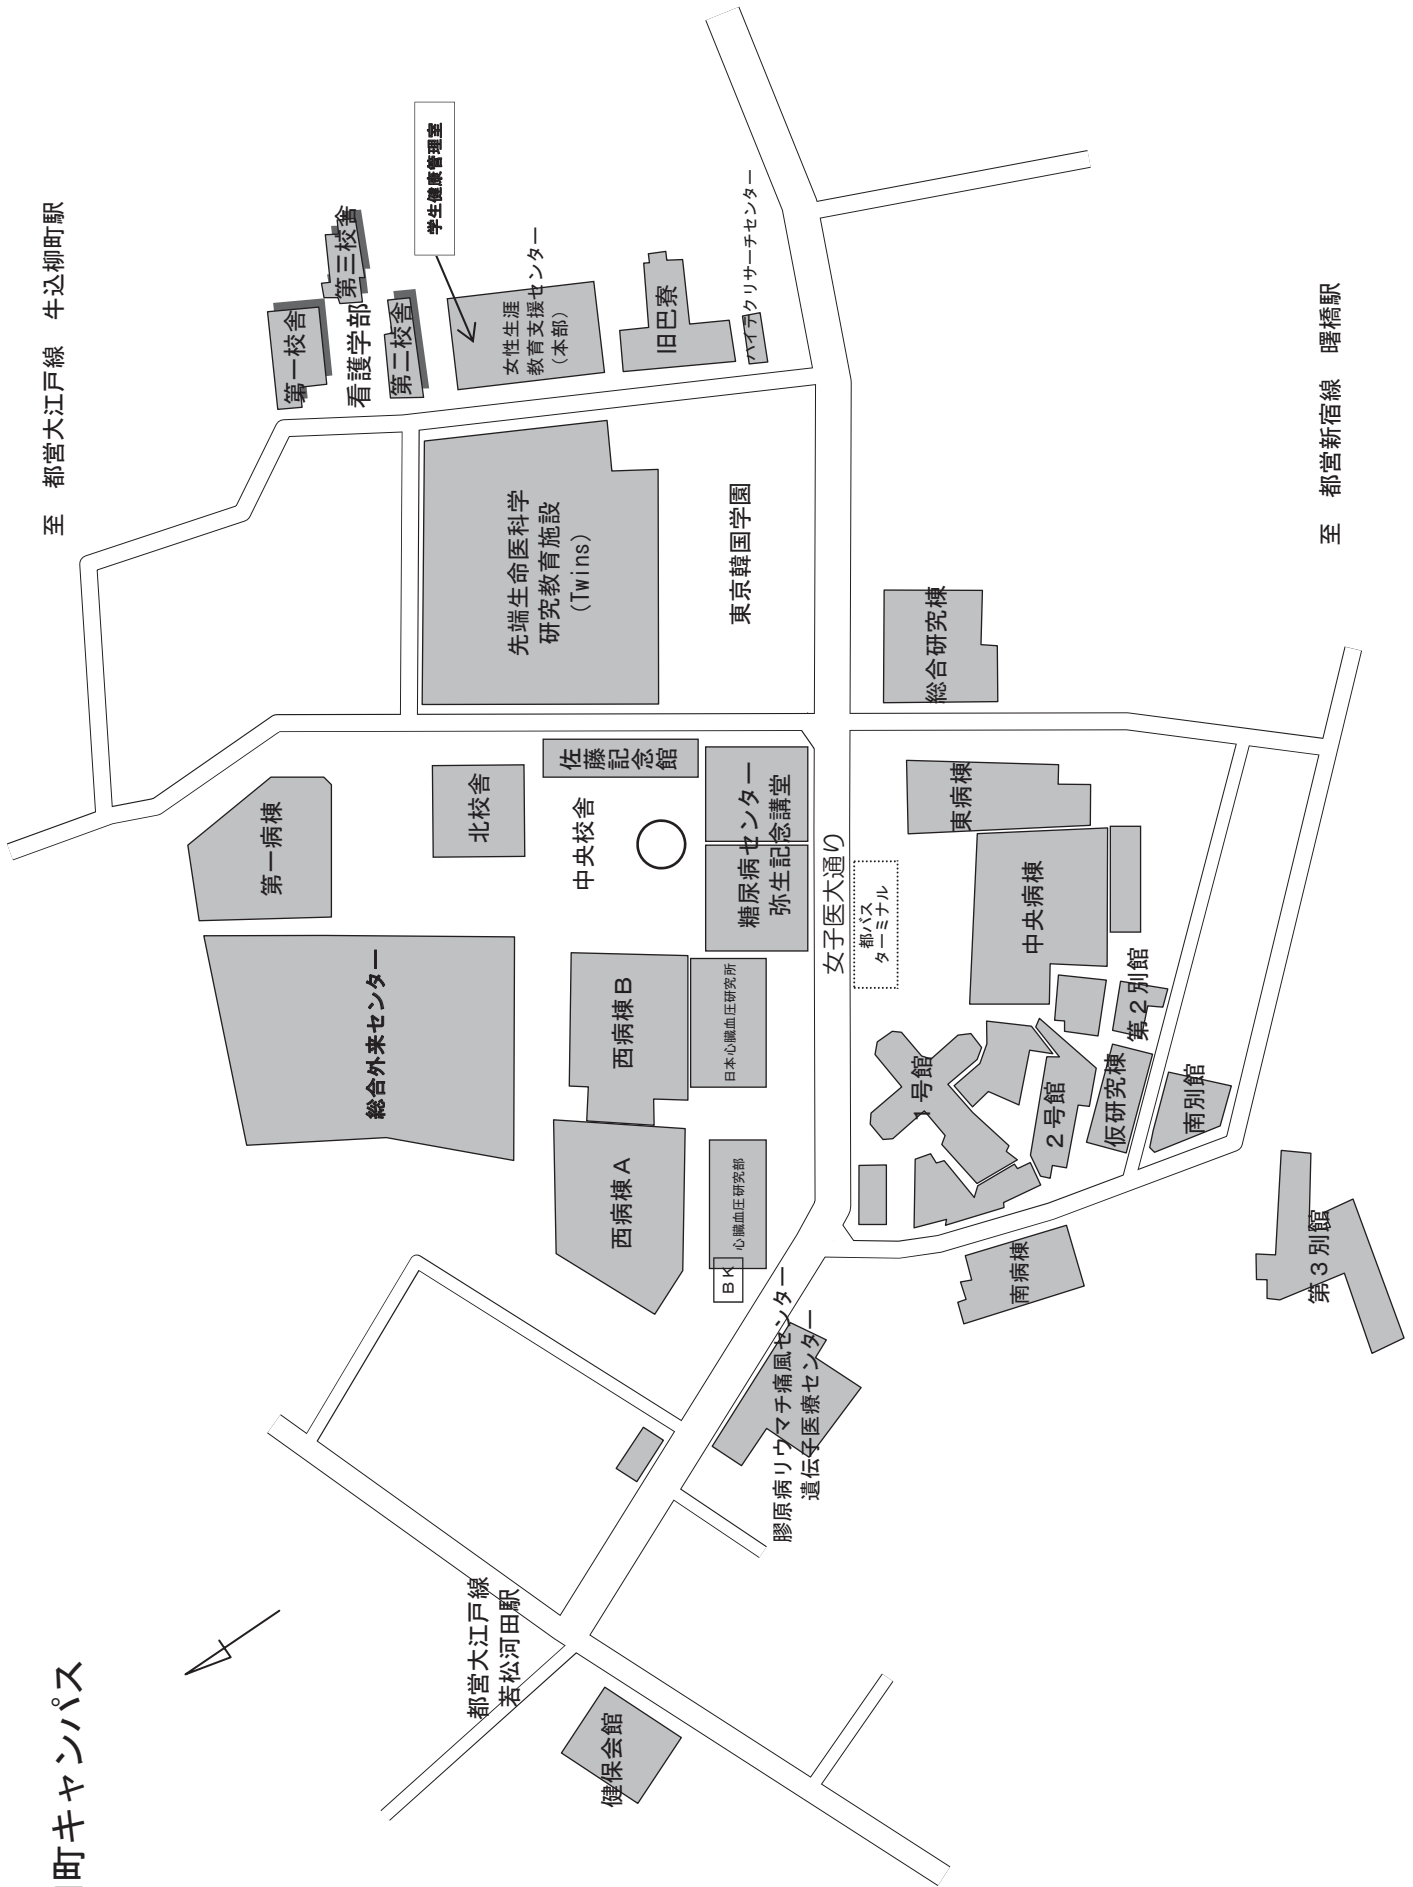 町キャンパス
至　都営大江戸線　牛込柳町駅
第一病棟
総合外来センター
第一校舎
第三校舎
看護学部
第二校舎
学生健康管理室
女性生涯
教育支援センター
（本部）
旧巴寮
ハイテクリサーチセンター
先端生命医科学
研究教育施設
（Twins）
東京韓国学園
北校舎
佐藤記念館
中央校舎
糖尿病センター
弥生記念講堂
西病棟B
西病棟A
日本心臓血圧研究所
心臓血圧研究部
BK
女子医大通り
都バス
ターミナル
総合研究棟
東病棟
中央病棟
1号館
2号館
第2別館
仮研究棟
南別館
南病棟
第3別館
膠原病リウマチ痛風センター
遺伝子医療センター
都営大江戸線
若松河田駅
健保会館
至　都営新宿線　曙橋駅